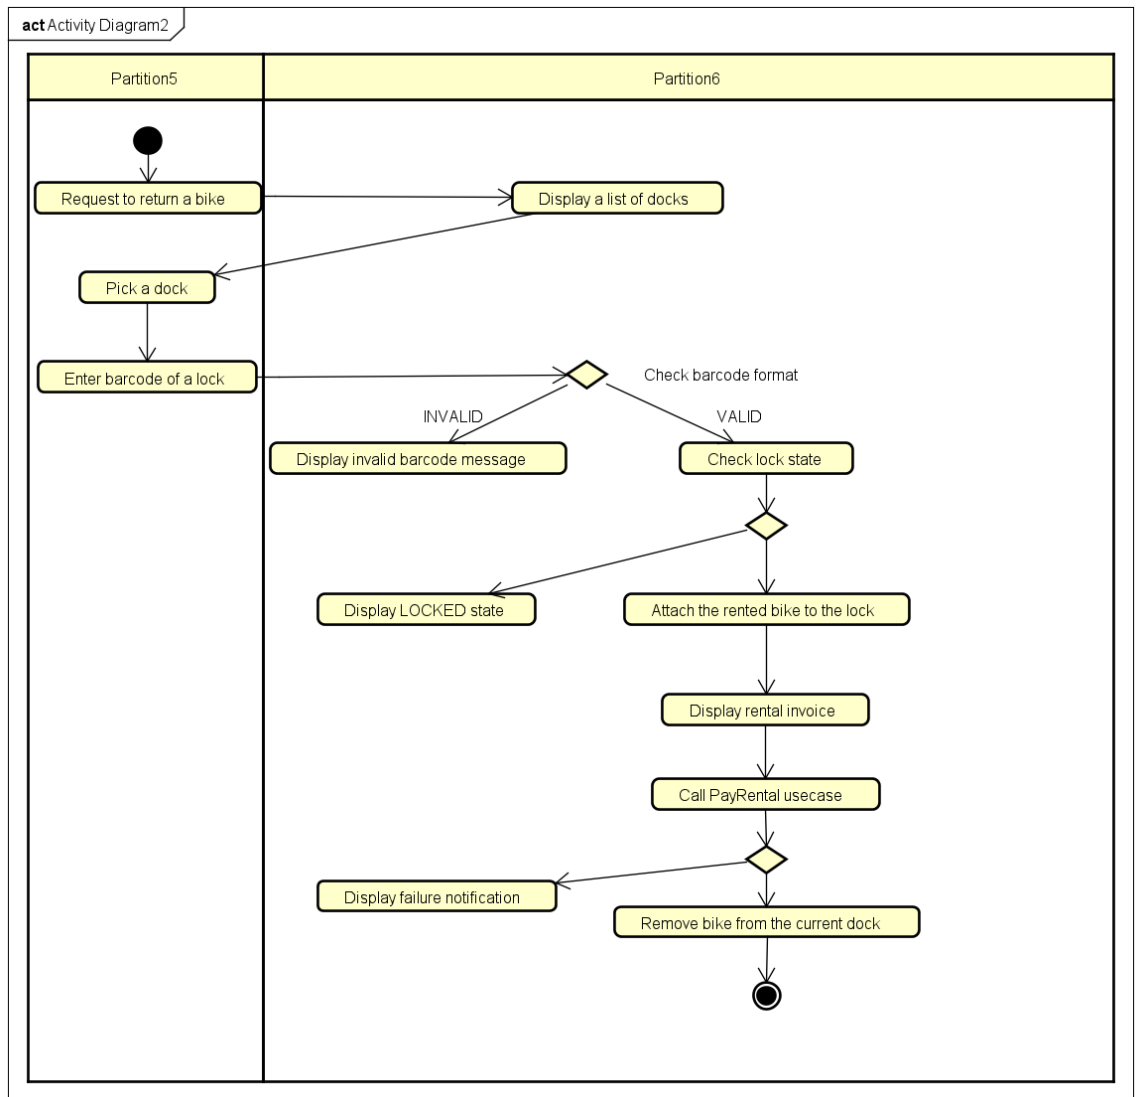 act Activity Diagram2
Partition5
Partition6
Request to return a bike
Display a list of docks
Pick a dock
Enter barcode of a lock
Check barcode format
INVALID
VALID
Display invalid barcode message
Check lock state
Display LOCKED state
Attach the rented bike to the lock
Display rental invoice
Call PayRental usecase
Display failure notification
Remove bike from the current dock